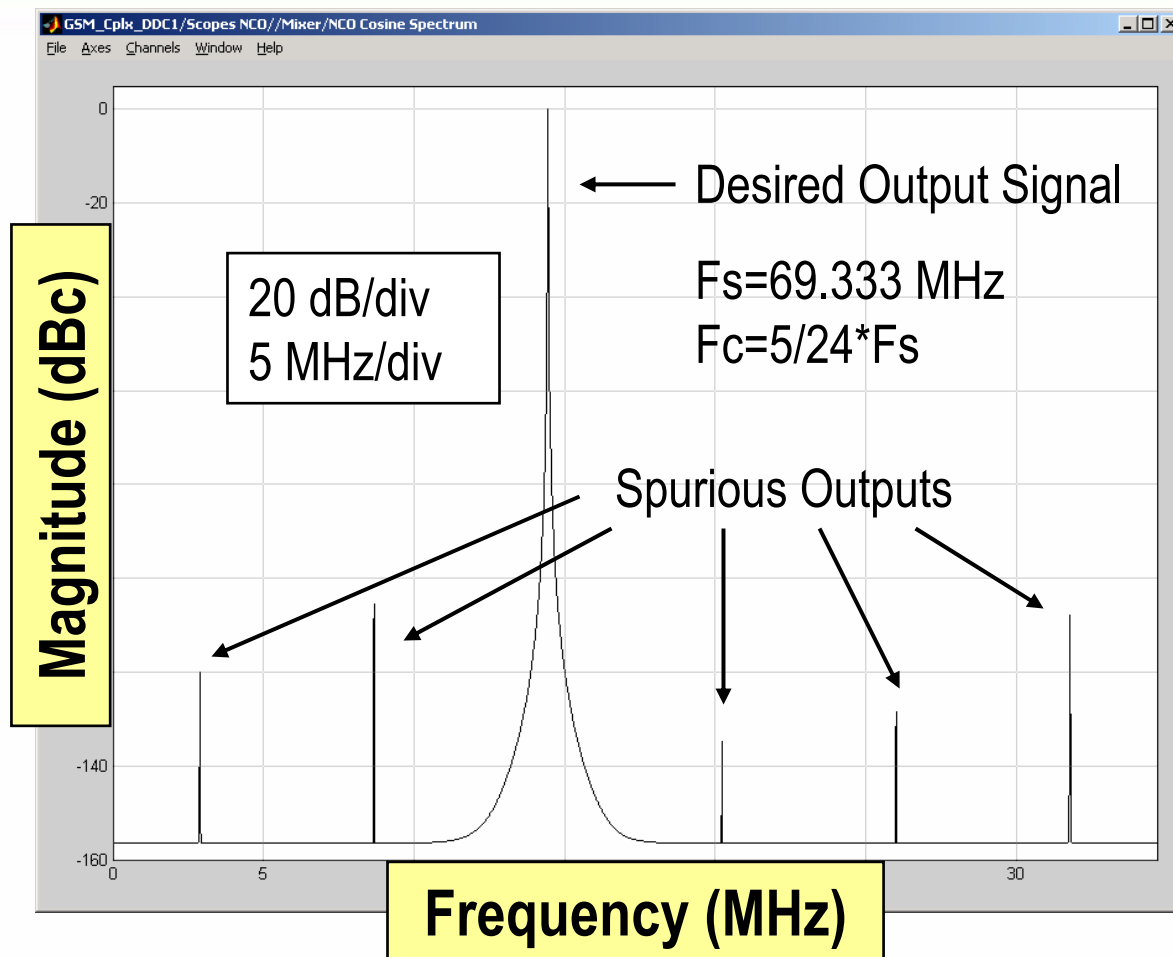 GSM_Cplx_DDC1/Scopes NCO//Mixer/NCO Cosine Spectrum
File Axes Channels Window Help
0
-20
-140
-160
0
5
30
Magnitude (dBc)
20 dB/div
5 MHz/div
Desired Output Signal
Fs=69.333 MHz
Fc=5/24*Fs
Spurious Outputs
Frequency (MHz)